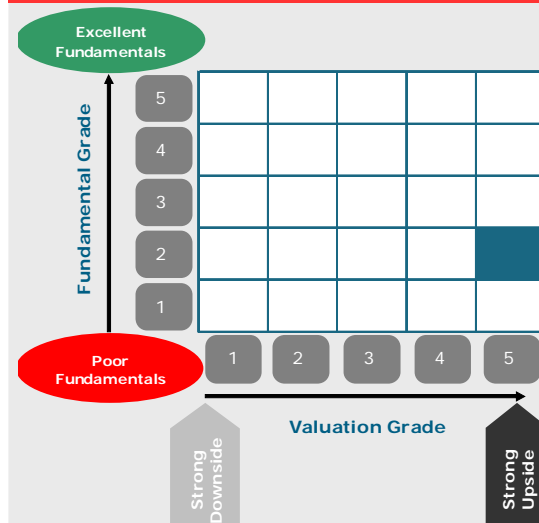 Excellent
Fundamentals
Fundamental Grade
5
4
3
2
1
Poor
Fundamentals
1
2
3
4
5
Valuation Grade
Strong
Downside
Strong
Upside